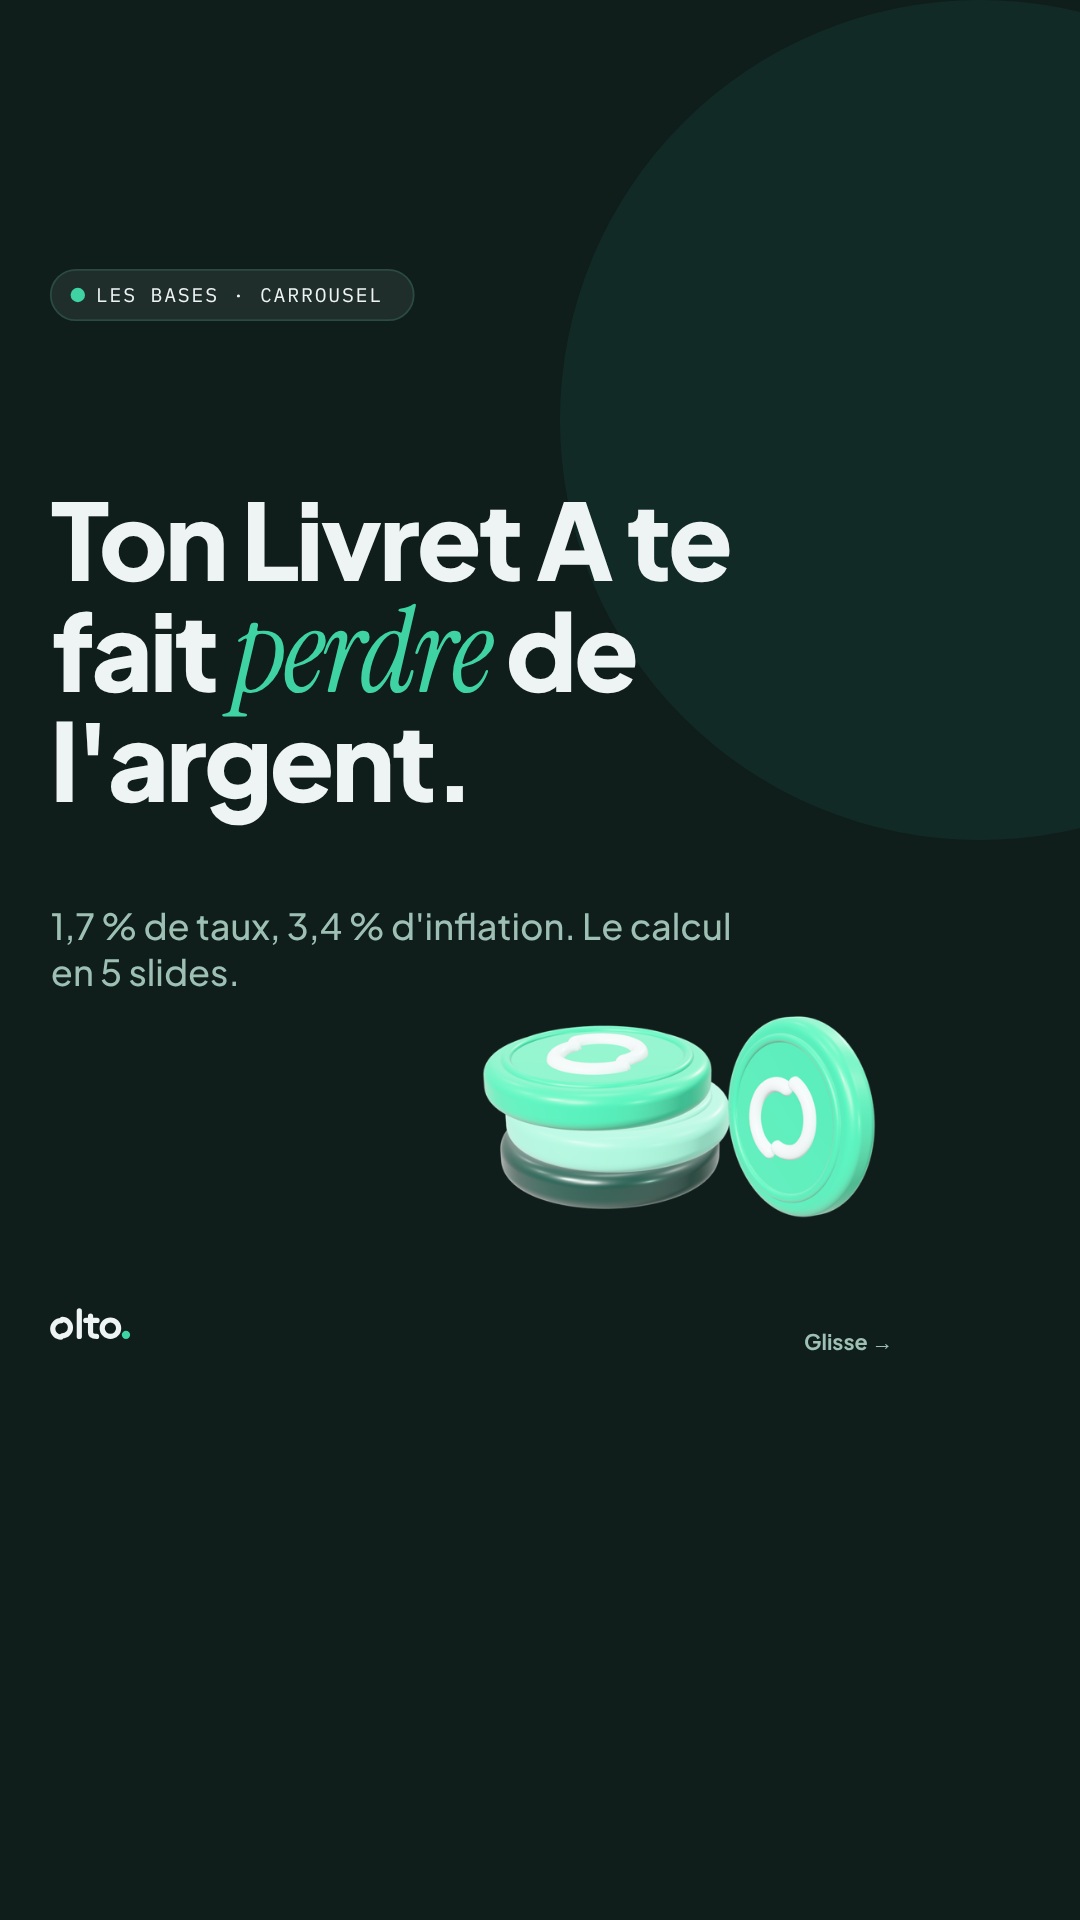 LES BASES · CARROUSEL
Ton Livret A te
fait perdre de
l'argent.
1,7 % de taux, 3,4 % d'inflation. Le calcul
en 5 slides.
olto.
Glisse →